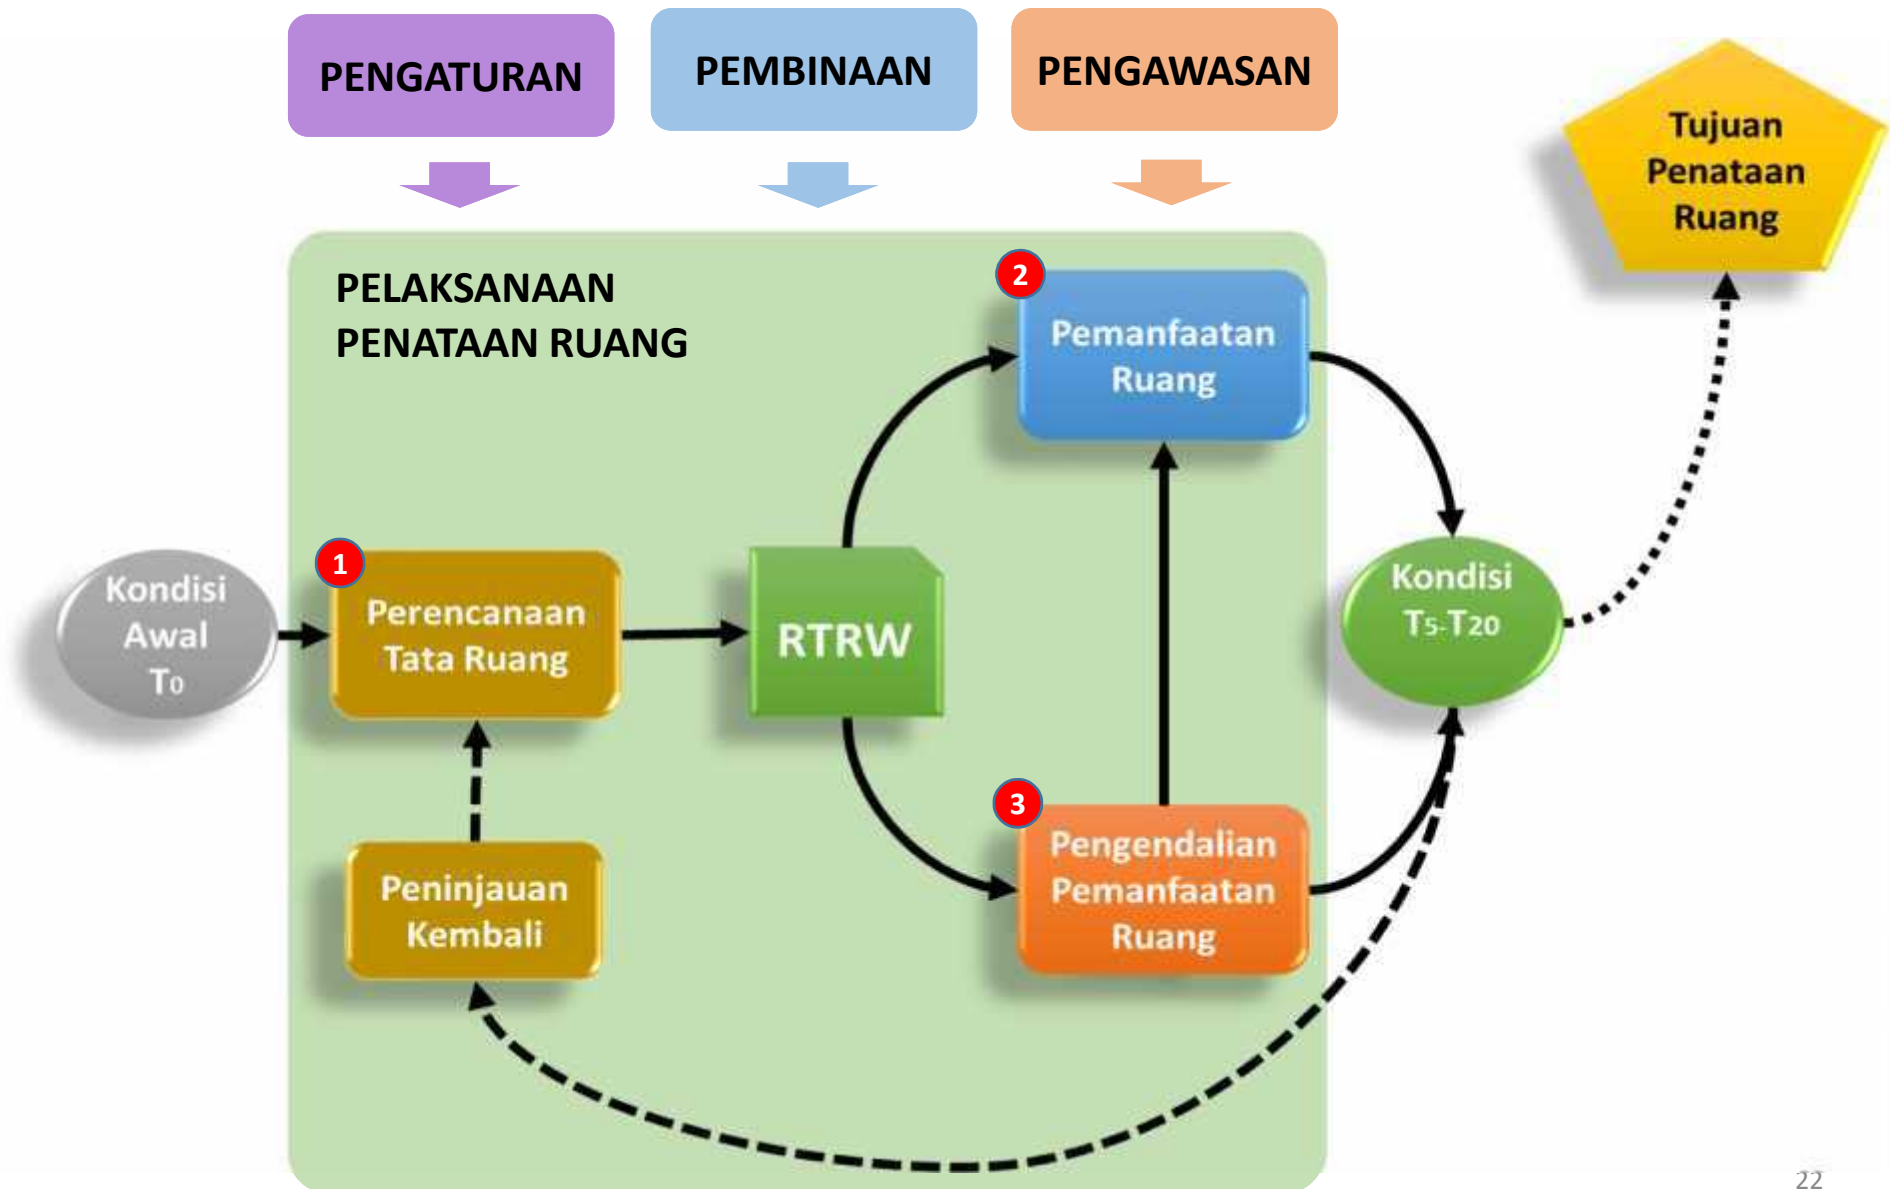 PENGATURAN
PEMBINAAN
PENGAWASAN
Tujuan
Penataan
Ruang
PELAKSANAAN
PENATAAN RUANG
2
Pemanfaatan
Ruang
1
Kondisi
Awal
T0
Perencanaan
Tata Ruang
RTRW
Kondisi
T5-T20
3
Pengendalian
Pemanfaatan
Ruang
Peninjauan
Kembali
22